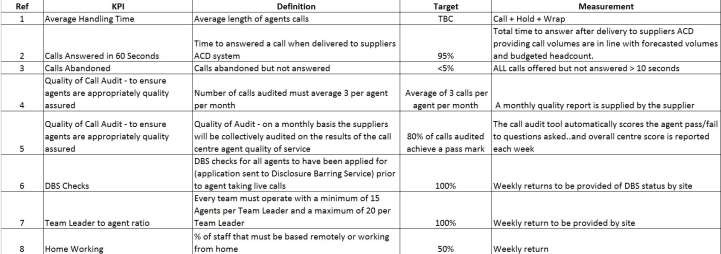 Ref KPI Definition Target Measurement
1 Average Handling Time Average length of agents calls TBC Call + Hold + Wrap
2 Calls Answered in 60 Seconds
Time to answered a call when delivered to suppliers
ACD system
95%
Total time to answer after delivery to suppliers ACD
providing call volumes are in line with forecasted volumes
and budgeted headcount.
3 Calls Abandoned Calls abandoned but not answered <5% ALL calls offered but not answered > 10 seconds
4
Quality of Call Audit - to ensure
agents are appropriately quality
assured
Number of calls audited must average 3 per agent
per month
Average of 3 calls per
agent per month
A monthly quality report is supplied by the supplier
5
Quality of Call Audit - to ensure
agents are appropriately quality
assured
Quality of Audit - on a monthly basis the suppliers
will be collectively audited on the results of the call
centre agent quality of service
80% of calls audited
achieve a pass mark
The call audit tool automatically scores the agent pass/fail
to questions asked..and overall centre score is reported
each week
6 DBS Checks
DBS checks for all agents to have been applied for
(application sent to Disclosure Barring Service) prior
to agent taking live calls
100%
Weekly returns to be provided of DBS status by site
7 Team Leader to agent ratio
Every team must operate with a minimum of 15
Agents per Team Leader and a maximum of 20 per
Team Leader
100%
Weekly return to be provided by site
8 Home Working
% of staff that must be based remotely or working
from home
50%
Weekly return